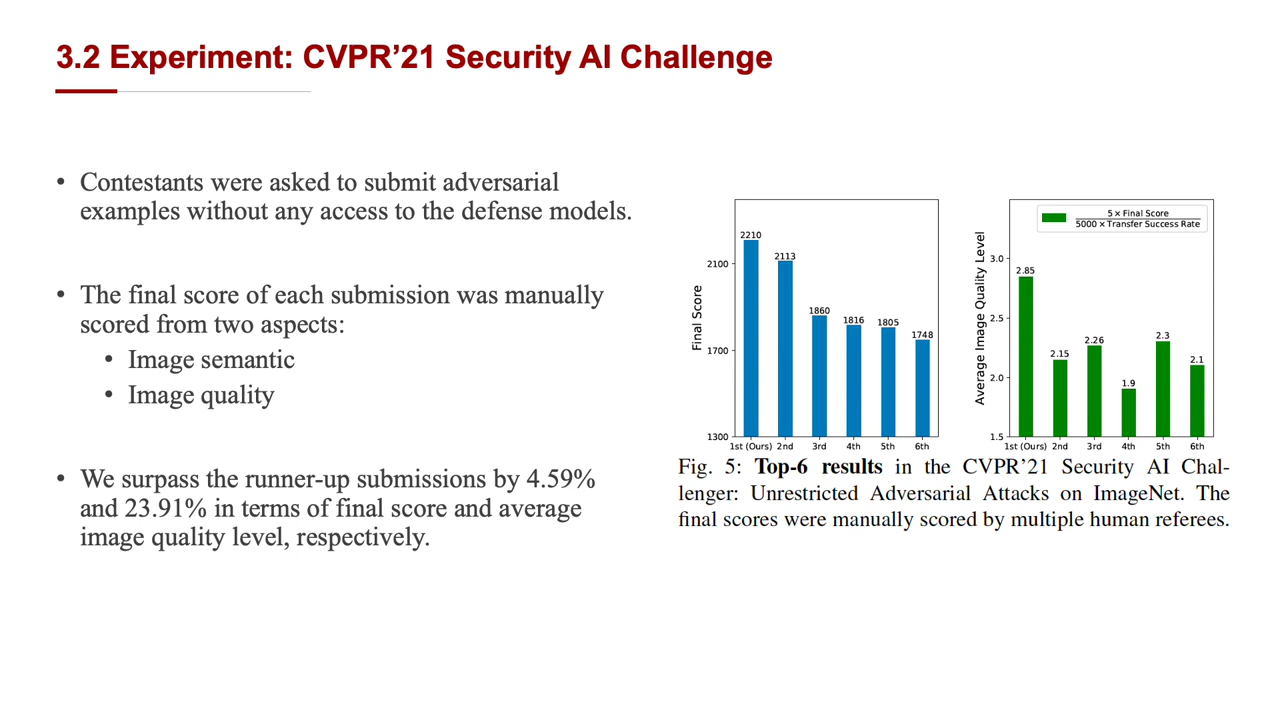 3.2 Experiment: CVPR’21 Security AI Challenge
• Contestants were asked to submit adversarial
examples without any access to the defense models.
• The final score of each submission was manually
scored from two aspects:
• Image semantic
• Image quality
• We surpass the runner-up submissions by 4.59%
and 23.91% in terms of final score and average
image quality level, respectively.
Final Score
2100
1700
1300
2210
2113
1860
1816
1805
1748
1st (Ours) 2nd 3rd 4th 5th 6th
Average Image Quality Level
3.0
2.5
2.0
1.5
5 × Final Score
5000 × Transfer Success Rate
2.85
2.15
2.26
1.9
2.3
2.1
1st (Ours) 2nd 3rd 4th 5th 6th
Fig. 5: Top-6 results in the CVPR’21 Security AI Chal-
lenger: Unrestricted Adversarial Attacks on ImageNet. The
final scores were manually scored by multiple human referees.